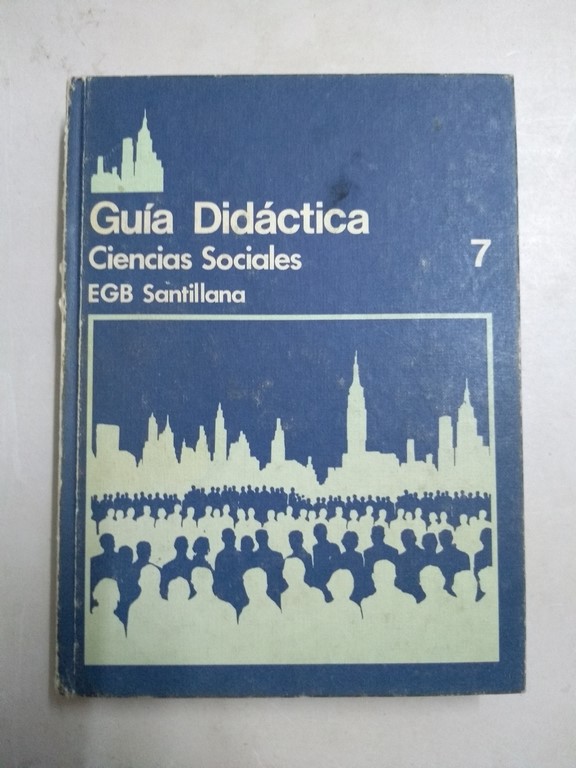 Guía Didáctica
Ciencias Sociales 7
EGB Santillana